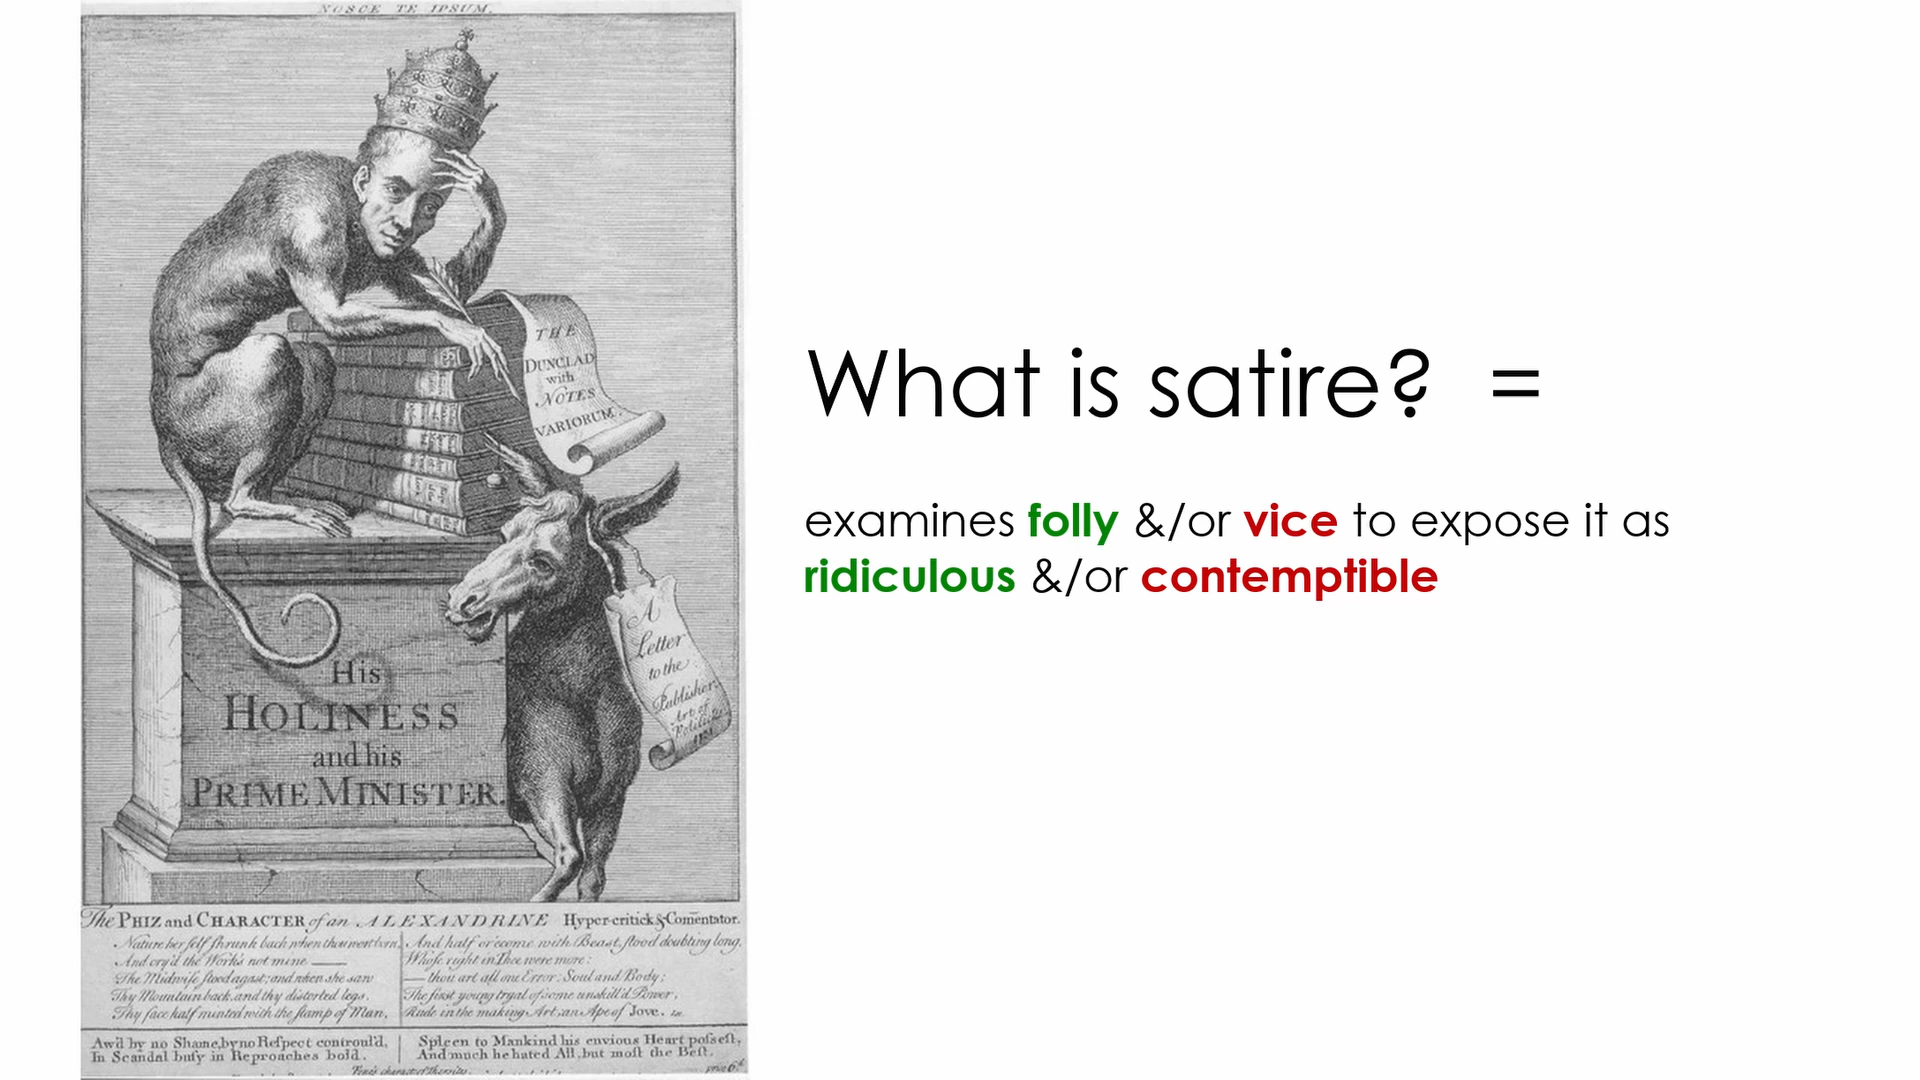 NOSCE TE IPSUM.
THE
DUNCIAD
with
NOTES
VARIORUM.
A
Letter
to the
Publisher
Art of
His
HOLINESS
and his
PRIME MINISTER.
The PHIZ and CHARACTER of an ALEXANDRINE Hyper-critick & Comentator.
Nature her self shrunk back when thou wert born,
And cry'd the Work's not mine ——
The Midwife stood agast; and when she saw
Thy Mountain back, and thy distorted legs,
Thy face half minted with the stamp of Man,
And half o'ercome with Beast, stood doubting long,
Whose right in Thee were more:
— thou art all one Error: Soul and Body;
The first young tryal of some unskill'd Power,
Rude in the making Art: an Ape of Jove.
Aw'd by no Shame, by no Respect controul'd,
In Scandal busy in Reproaches bold.
Spleen to Mankind his envious Heart possest,
And much he hated All, but most the Best.
What is satire? =
examines folly &/or vice to expose it as
ridiculous &/or contemptible